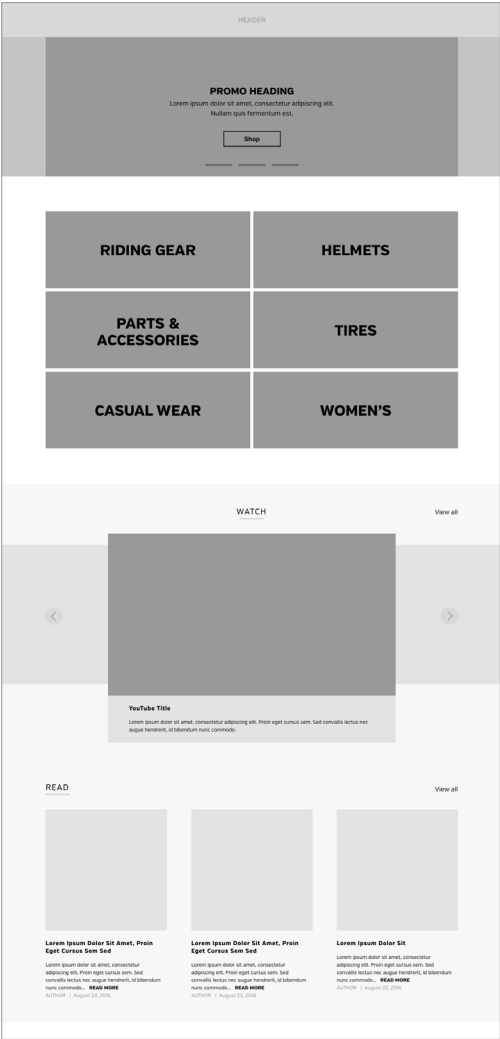 HEADER
PROMO HEADING
Lorem ipsum dolor sit amet, consectetur adipiscing elit.
Nullam quis fermentum est.
Shop
RIDING GEAR
HELMETS
PARTS &
ACCESSORIES
TIRES
CASUAL WEAR
WOMEN'S
WATCH
View all
YouTube Title
Lorem ipsum dolor sit amet, consectetur adipiscing elit. Proin eget cursus sem. Sed convallis lectus nec
augue hendrerit, id bibendum nunc commodo.
READ
View all
Lorem Ipsum Dolor Sit Amet, Proin
Eget Cursus Sem Sed
Lorem ipsum dolor sit amet, consectetur
adipiscing elit. Proin eget cursus sem. Sed
convallis lectus nec augue hendrerit, id bibendum
nunc commodo... READ MORE
AUTHOR | August 24, 2016
Lorem Ipsum Dolor Sit Amet, Proin
Eget Cursus Sem Sed
Lorem ipsum dolor sit amet, consectetur
adipiscing elit. Proin eget cursus sem. Sed
convallis lectus nec augue hendrerit, id bibendum
nunc commodo... READ MORE
AUTHOR | August 23, 2016
Lorem Ipsum Dolor Sit
Lorem ipsum dolor sit amet, consectetur
adipiscing elit. Proin eget cursus sem. Sed
convallis lectus nec augue hendrerit, id bibendum
nunc commodo... READ MORE
AUTHOR | August 22, 2016